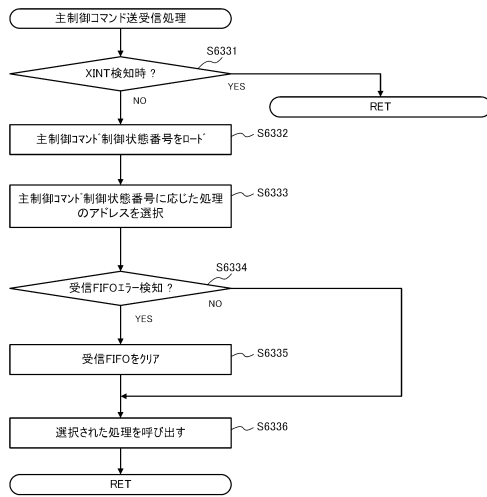 主制御コマンド送受信処理
S6331
XINT検知時？
YES
NO
RET
主制御コマンド制御状態番号をロード
S6332
主制御コマンド制御状態番号に応じた処理
のアドレスを選択
S6333
S6334
受信FIFOエラー検知？
NO
YES
受信FIFOをクリア
S6335
選択された処理を呼び出す
S6336
RET